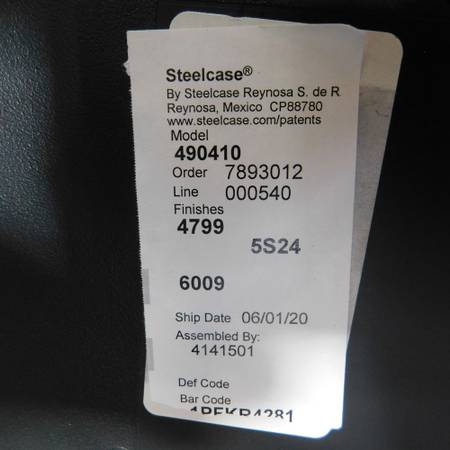 Steelcase®
By Steelcase Reynosa S. de R
Reynosa, Mexico CP88780
www.steelcase.com/patents
Model
490410
Order 7893012
Line 000540
Finishes
4799
5S24
6009
Ship Date 06/01/20
Assembled By:
4141501
Def Code
Bar Code